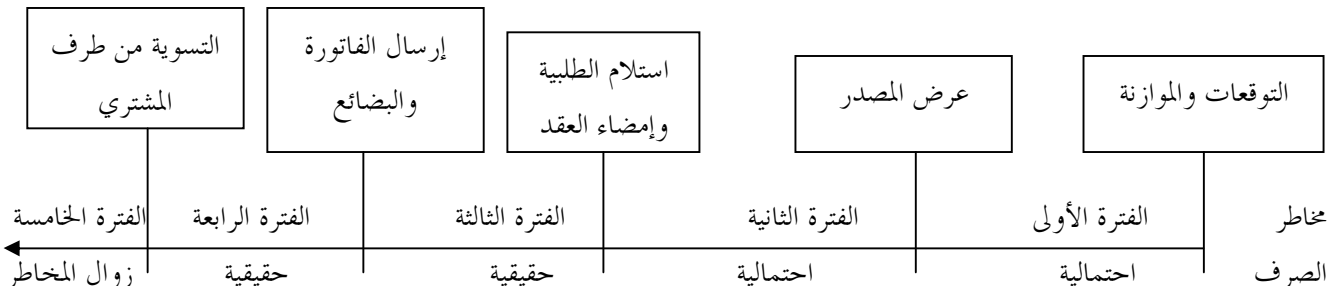 التوقعات والموازنة
عرض المصدر
استلام الطلبية
وإمضاء العقد
إرسال الفاتورة
والبضائع
التسوية من طرف
المشتري
مخاطر
الفترة الأولى
الفترة الثانية
الفترة الثالثة
الفترة الرابعة
الفترة الخامسة
الصرف
احتمالية
احتمالية
حقيقية
حقيقية
زوال المخاطر